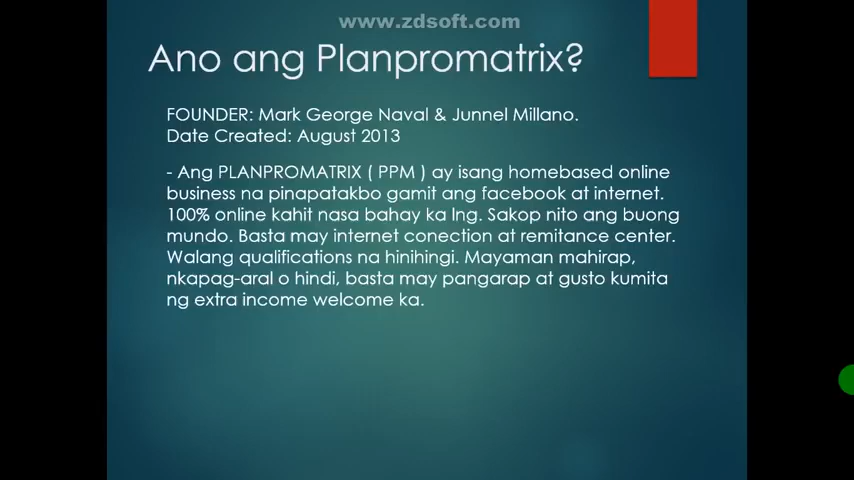 www.zdsoft.com
Ano ang Planpromatrix?
FOUNDER: Mark George Naval & Junnel Millano.
Date Created: August 2013
- Ang PLANPROMATRIX ( PPM ) ay isang homebased online
business na pinapatakbo gamit ang facebook at internet.
100% online kahit nasa bahay ka lng. Sakop nito ang buong
mundo. Basta may internet conection at remitance center.
Walang qualifications na hinihingi. Mayaman mahirap,
nkapag-aral o hindi, basta may pangarap at gusto kumita
ng extra income welcome ka.